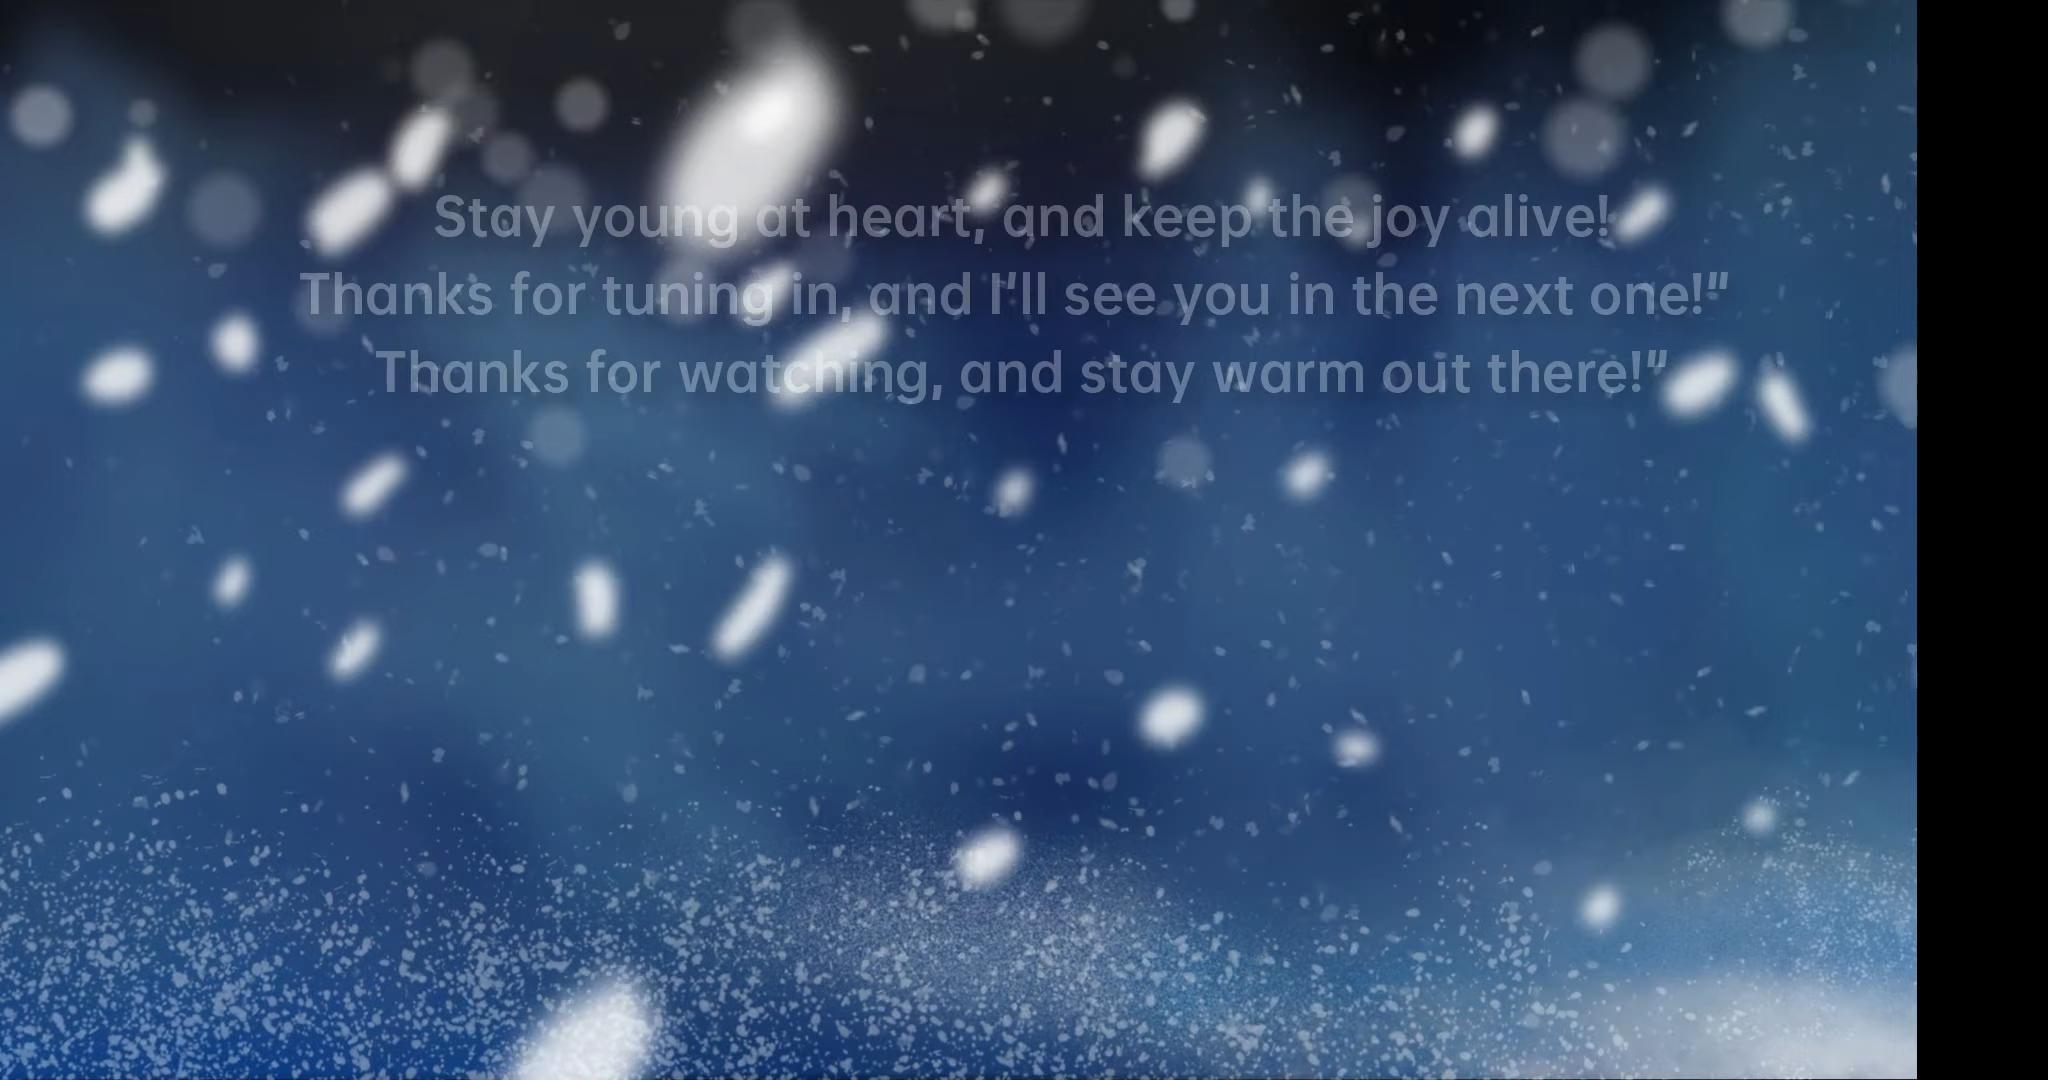 Stay young at heart, and keep the joy alive!
Thanks for tuning in, and I'll see you in the next one!"
Thanks for watching, and stay warm out there!"